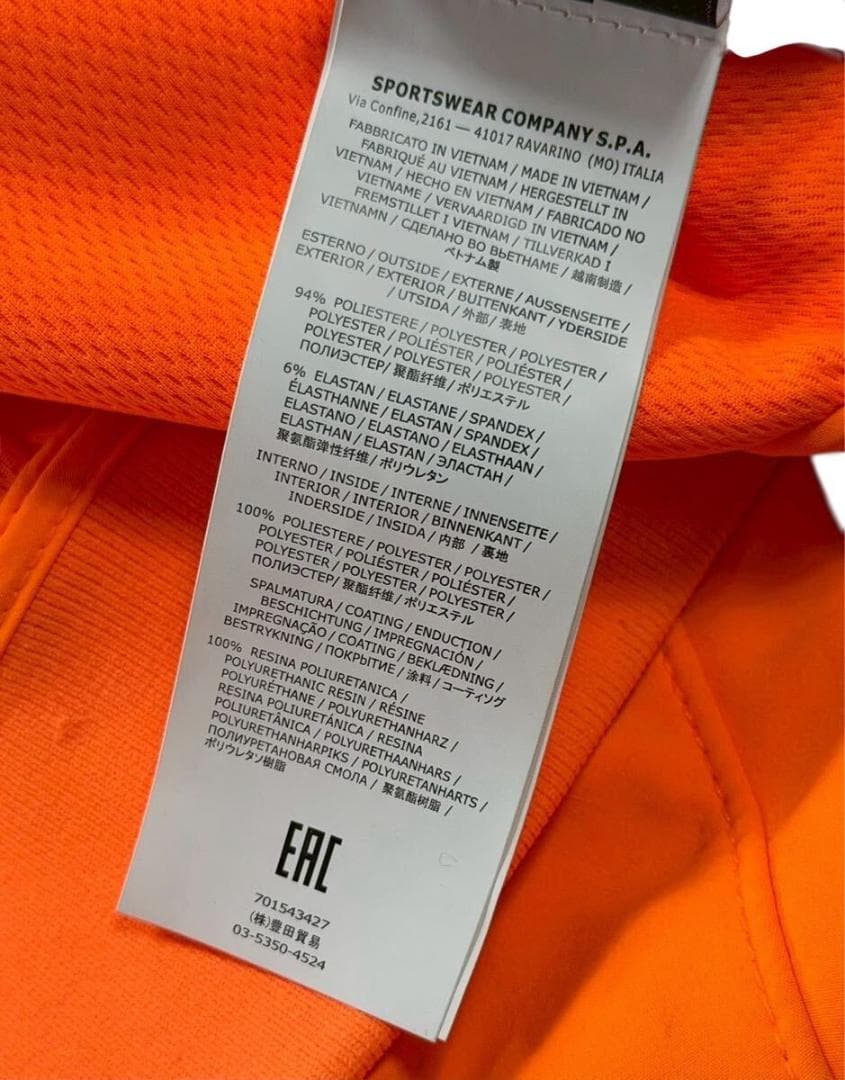 SPORTSWEAR COMPANY S.P.A.
Via Confine,2161 — 41017 RAVARINO (MO) ITALIA
FABBRICATO IN VIETNAM / MADE IN VIETNAM /
FABRIQUÉ AU VIETNAM / HERGESTELLT IN
VIETNAM / HECHO EN VIETNAM / FABRICADO NO
VIETNAME / VERVAARDIGD IN VIETNAM /
FREMSTILLET I VIETNAM / TILLVERKAD I
VIETNAMN / СДЕЛАНО ВО ВЬЕТНАМЕ / 越南制造 /
ベトナム製
ESTERNO / OUTSIDE / EXTERNE / AUSSENSEITE /
EXTERIOR / EXTERIOR / BUITENKANT / YDERSIDE
/ UTSIDA / 外部 / 表地
94% POLIESTERE / POLYESTER / POLYESTER /
POLYESTER / POLIÉSTER / POLIÉSTER /
POLYESTER / POLYESTER / POLYESTER /
ПОЛИЭСТЕР/ 聚酯纤维/ ポリエステル
6% ELASTAN / ELASTANE / SPANDEX /
ÉLASTHANNE / ELASTAN / SPANDEX /
ELASTANO / ELASTANO / ELASTHAAN /
ELASTHAN / ELASTAN / ЭЛАСТАН /
聚氨酯弹性纤维 / ポリウレタン
INTERNO / INSIDE / INTERNE / INNENSEITE /
INTERIOR / INTERIOR / BINNENKANT /
INDERSIDE / INSIDA / 内部 / 裏地
100% POLIESTERE / POLYESTER / POLYESTER /
POLYESTER / POLIÉSTER / POLIÉSTER /
POLYESTER / POLYESTER / POLYESTER /
ПОЛИЭСТЕР/ 聚酯纤维/ ポリエステル
SPALMATURA / COATING / ENDUCTION /
BESCHICHTUNG / IMPREGNACIÓN /
IMPREGNAÇÃO / COATING / BEKLÆDNING /
BESTRYKNING / ПОКРЫТИЕ / 涂料 / コーティング
100% RESINA POLIURETANICA /
POLYURETHANIC RESIN / RÉSINE
POLYURÉTHANE / POLYURETHANHARZ /
RESINA POLIURETÁNICA / RESINA
POLIURETÂNICA / POLYURETHAANHARS /
POLYURETHANHARPIKS / POLYURETANHARTS /
ПОЛИУРЕТАНОВАЯ СМОЛА / 聚氨酯树脂 /
ポリウレタン樹脂
EAC
701543427
(株)豊田貿易
03-5350-4524